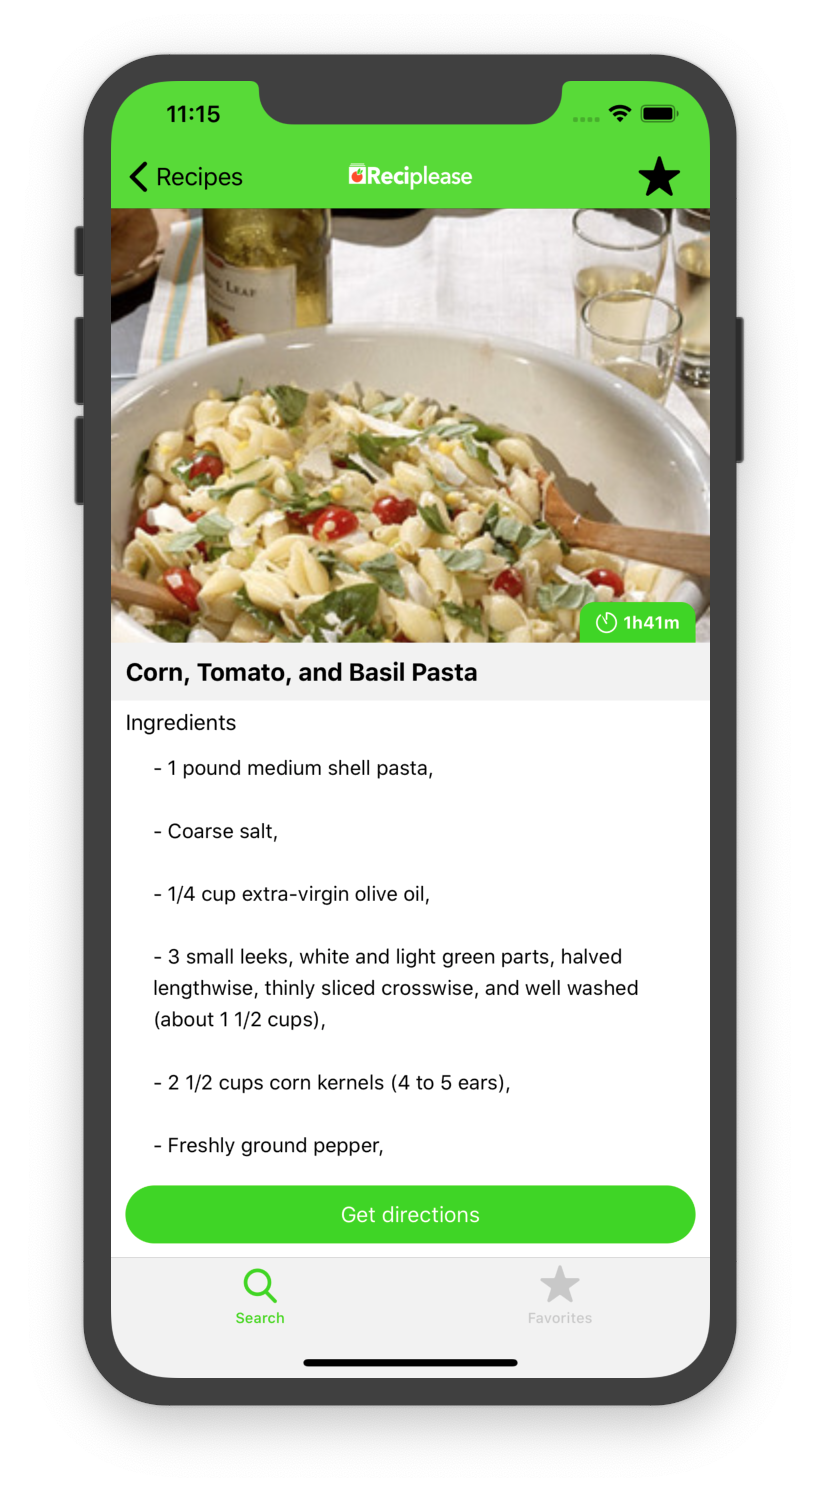 11:15
Recipes
Reciplease
LEAF
1h41m
Corn, Tomato, and Basil Pasta
Ingredients
- 1 pound medium shell pasta,
- Coarse salt,
- 1/4 cup extra-virgin olive oil,
- 3 small leeks, white and light green parts, halved
lengthwise, thinly sliced crosswise, and well washed
(about 1 1/2 cups),
- 2 1/2 cups corn kernels (4 to 5 ears),
- Freshly ground pepper,
Get directions
Search
Favorites